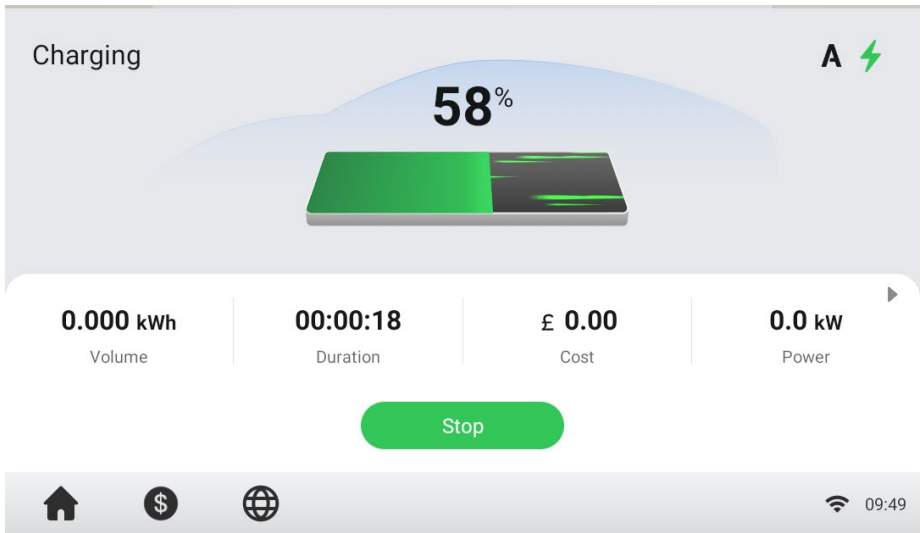 Charging
A
58%
0.000 kWh
Volume
00:00:18
Duration
£ 0.00
Cost
0.0 kW
Power
Stop
$
09:49